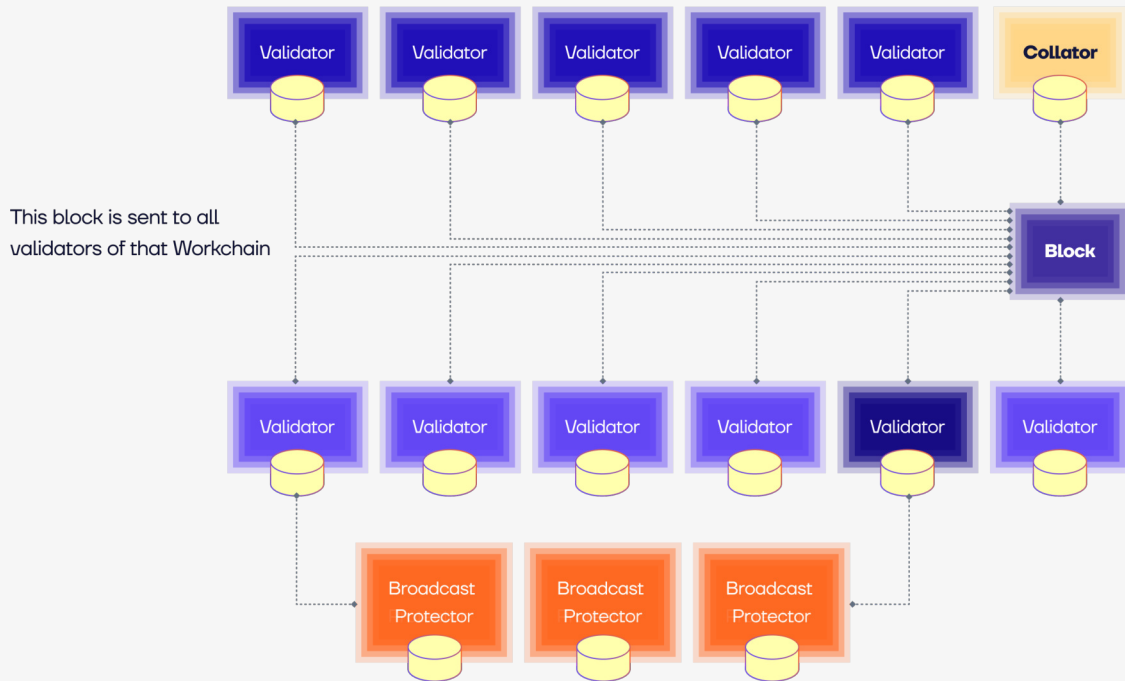 Validator
Validator
Validator
Validator
Validator
Collator
This block is sent to all
validators of that Workchain
Block
Validator
Validator
Validator
Validator
Validator
Validator
Broadcast
Protector
Broadcast
Protector
Broadcast
Protector